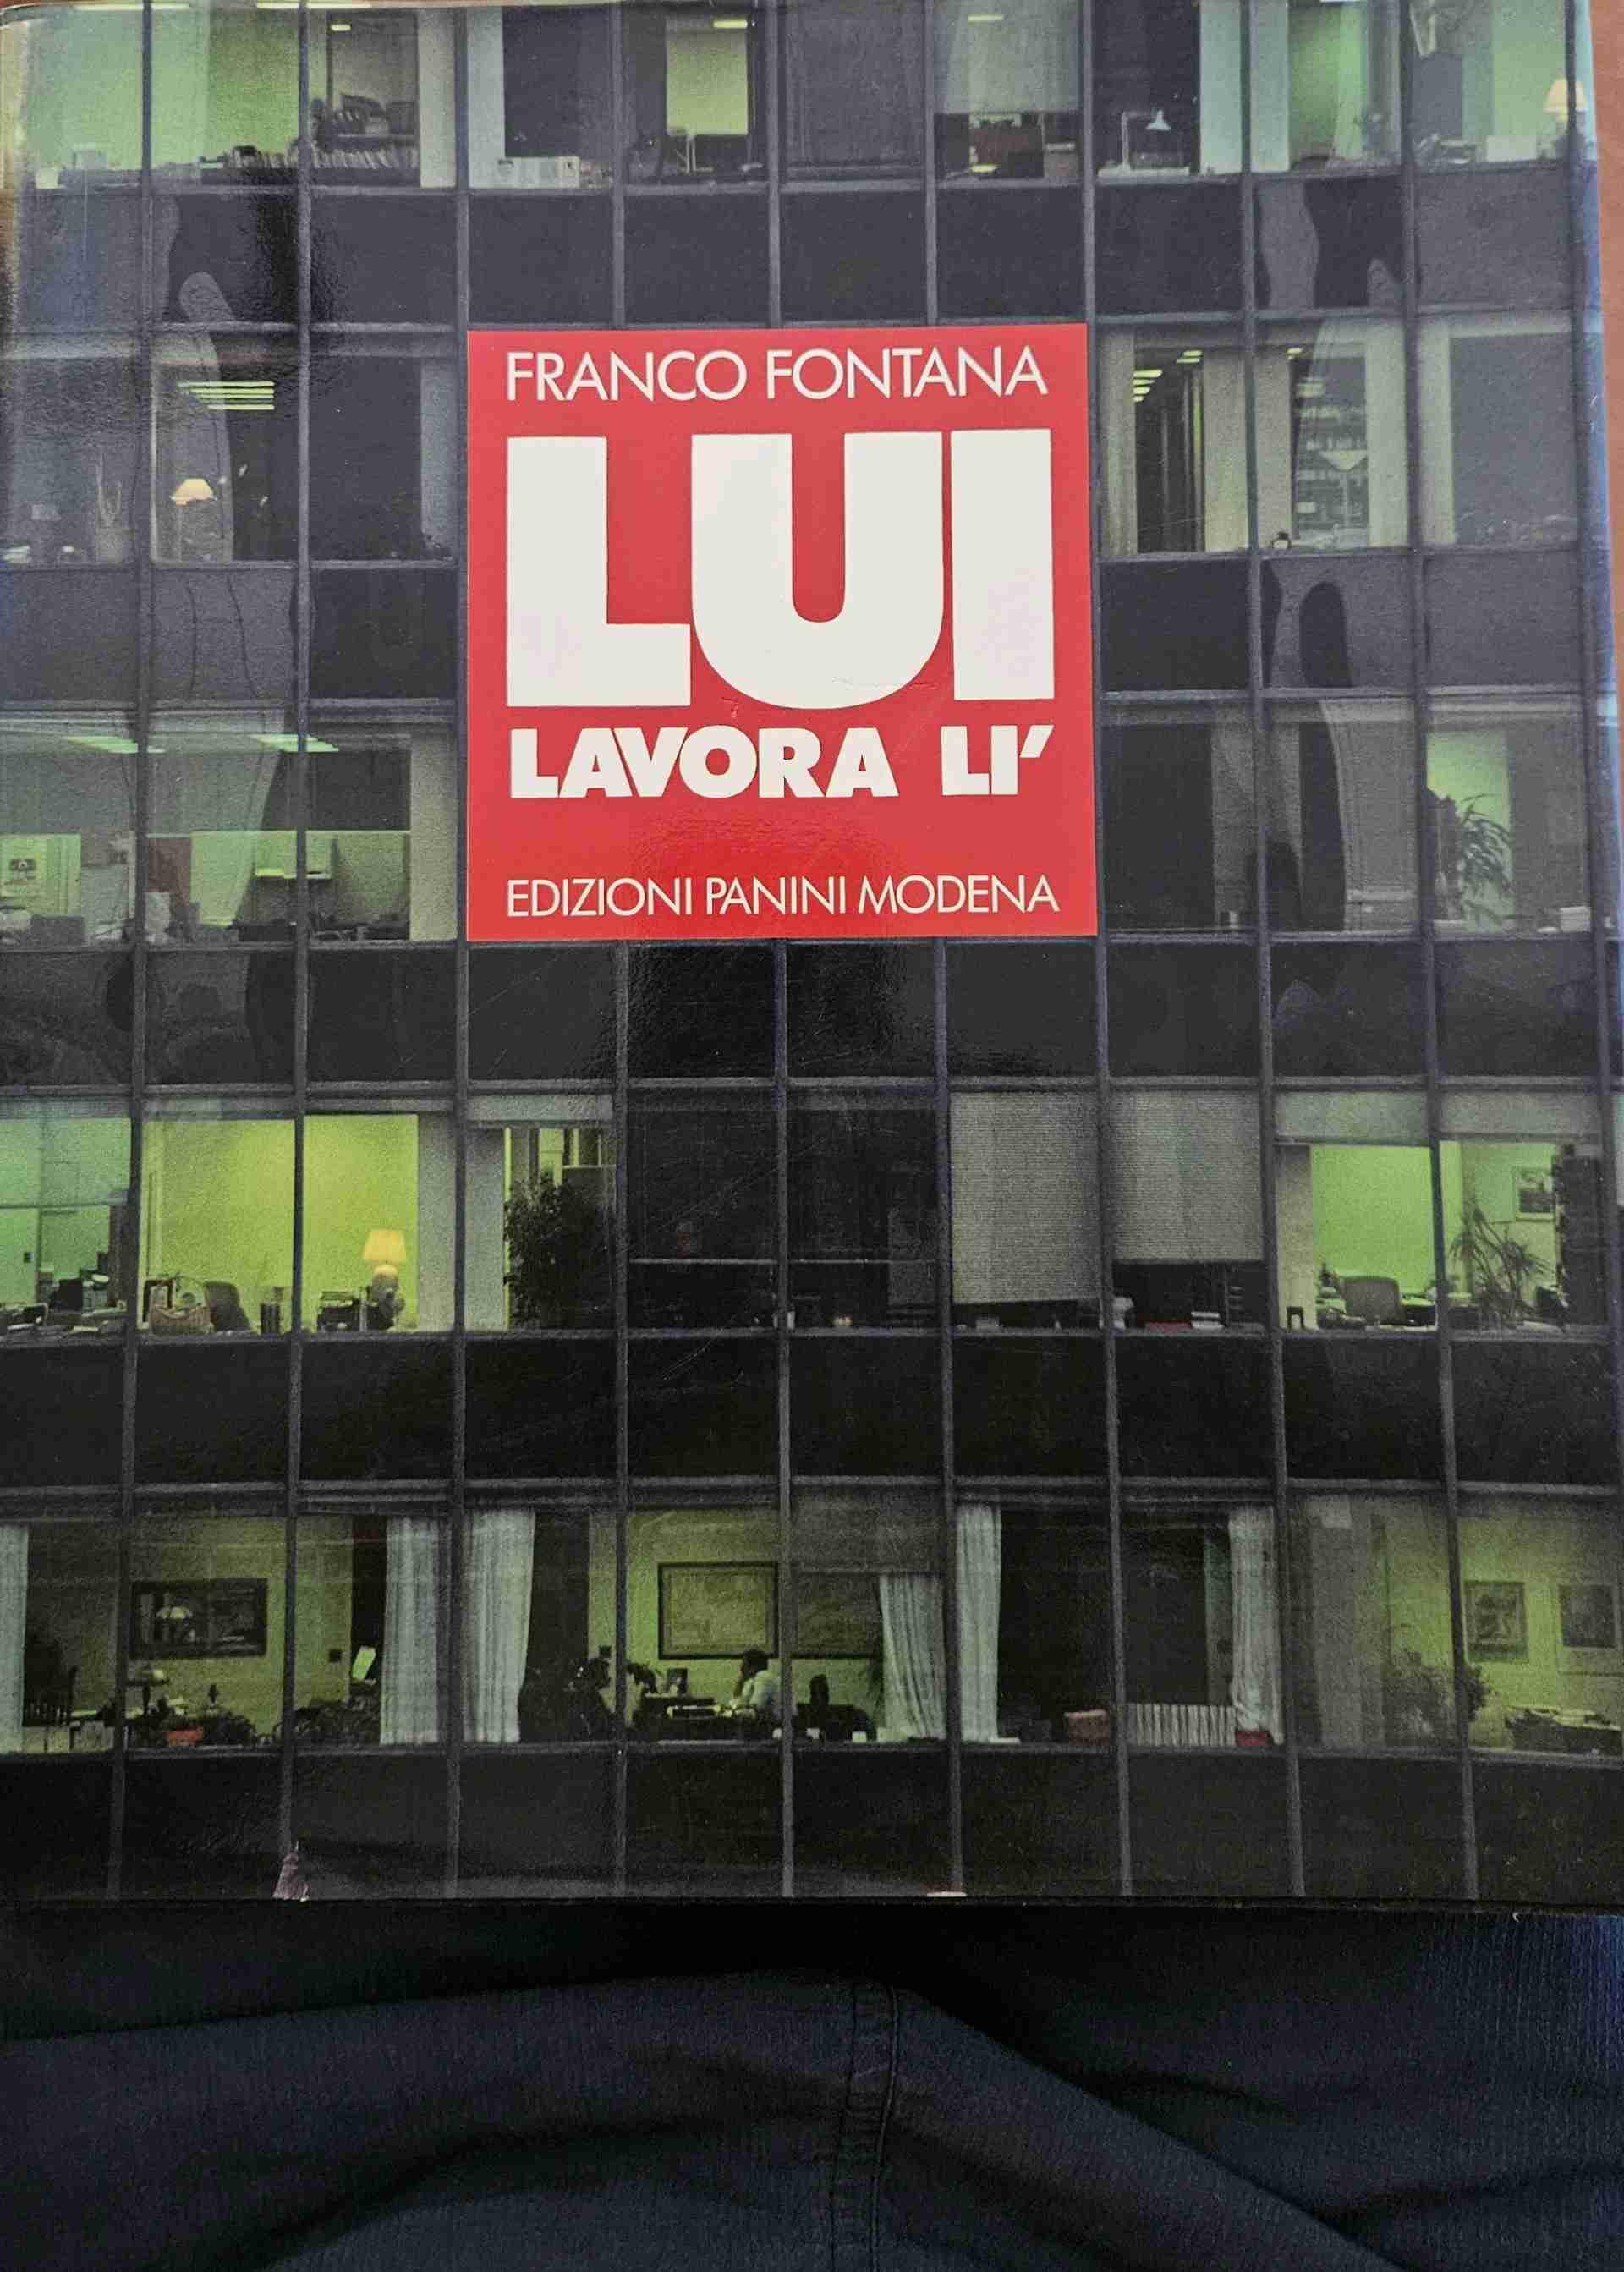 FRANCO FONTANA
LUI
LAVORA LI'
EDIZIONI PANINI MODENA